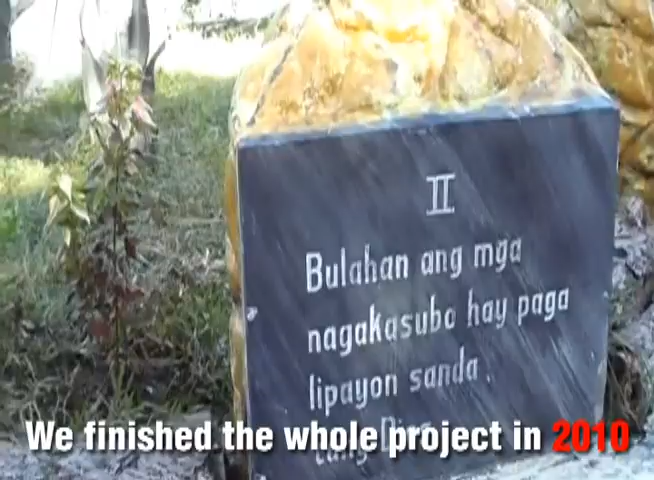 II
Bulahan ang mga
nagakasubo hay paga
lipayon sanda
We finished the whole project in 2010